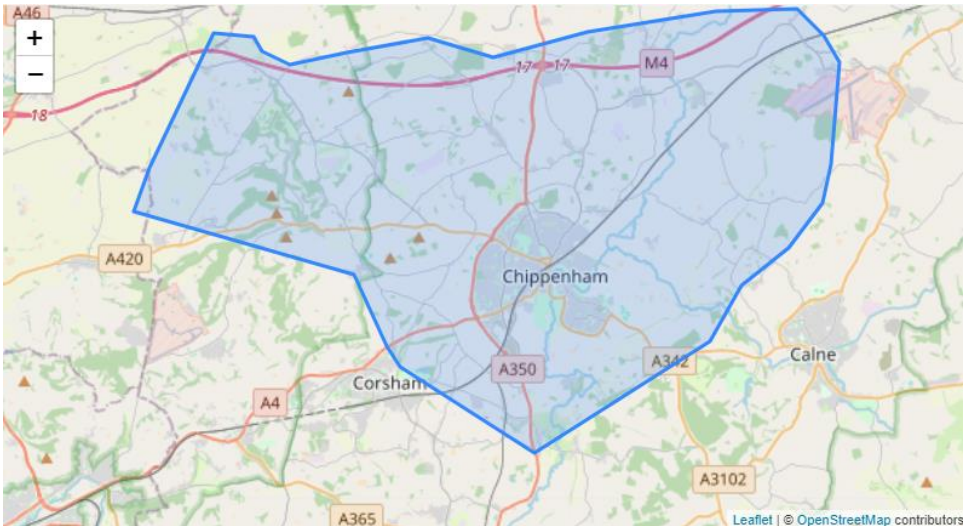 A46
+
−
17 17
M4
18
A420
Chippenham
A350
A342
Calne
Corsham
A4
A3102
A365
Leaflet | © OpenStreetMap contributors